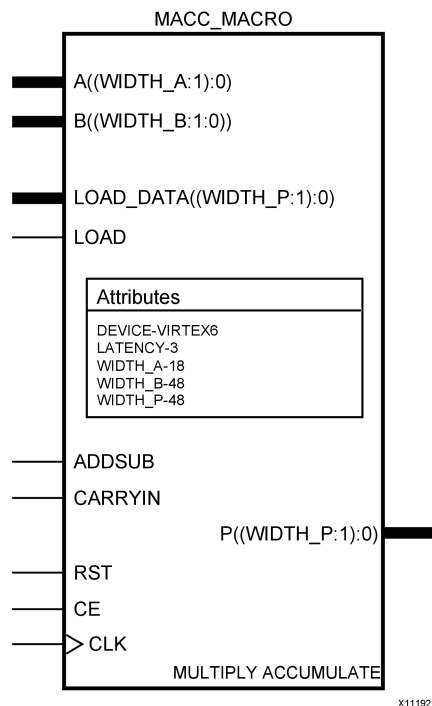 MACC_MACRO
A((WIDTH_A:1):0)
B((WIDTH_B:1:0))
LOAD_DATA((WIDTH_P:1):0)
LOAD
Attributes
DEVICE-VIRTEX6
LATENCY-3
WIDTH_A-18
WIDTH_B-48
WIDTH_P-48
ADDSUB
CARRYIN
P((WIDTH_P:1):0)
RST
CE
CLK
MULTIPLY ACCUMULATE
X11192